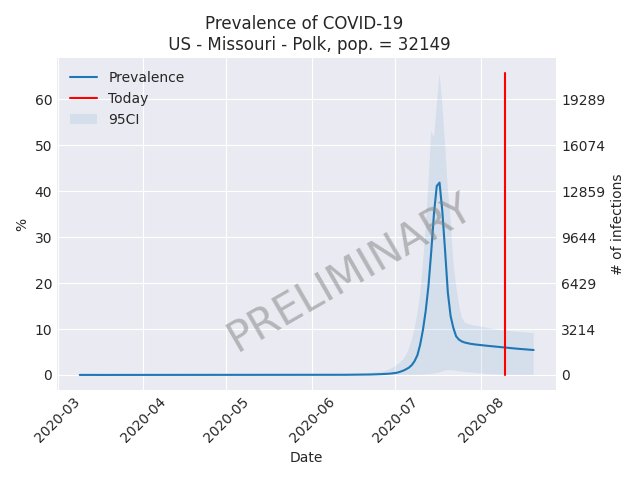 Prevalence of COVID-19
US - Missouri - Polk, pop. = 32149
Prevalence
Today
95CI
60
50
40
30
20
10
0
%
19289
16074
12859
9644
6429
3214
0
# of infections
PRELIMINARY
2020-03
2020-04
2020-05
2020-06
2020-07
2020-08
Date